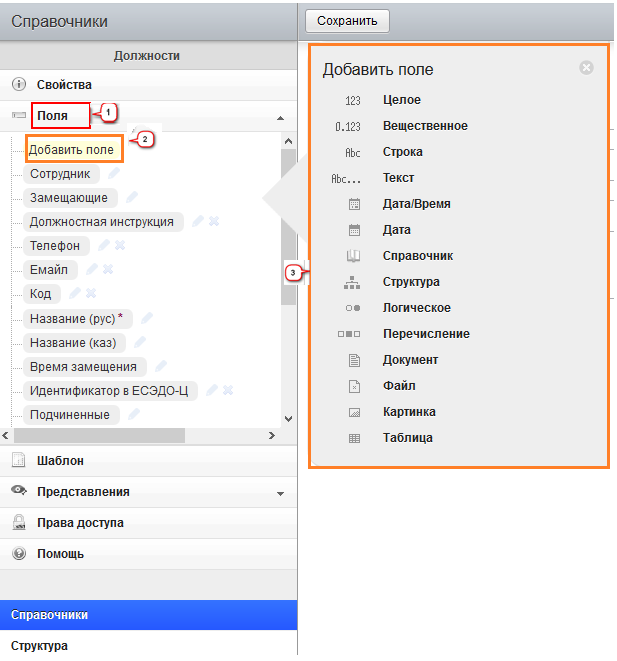 Справочники
Должности
Свойства
Поля
1
Добавить поле
2
Сотрудник
Замещающие
Должностная инструкция
Телефон
Емайл
Код
Название (рус) *
Название (каз)
Время замещения
Идентификатор в ЕСЭДО-Ц
Подчиненные
Шаблон
Представления
Права доступа
Помощь
Справочники
Структура
Сохранить
Добавить поле
123 Целое
0.123 Вещественное
Abc Строка
Abc... Текст
Дата/Время
Дата
Справочник
3
Структура
Логическое
Перечисление
Документ
Файл
Картинка
Таблица